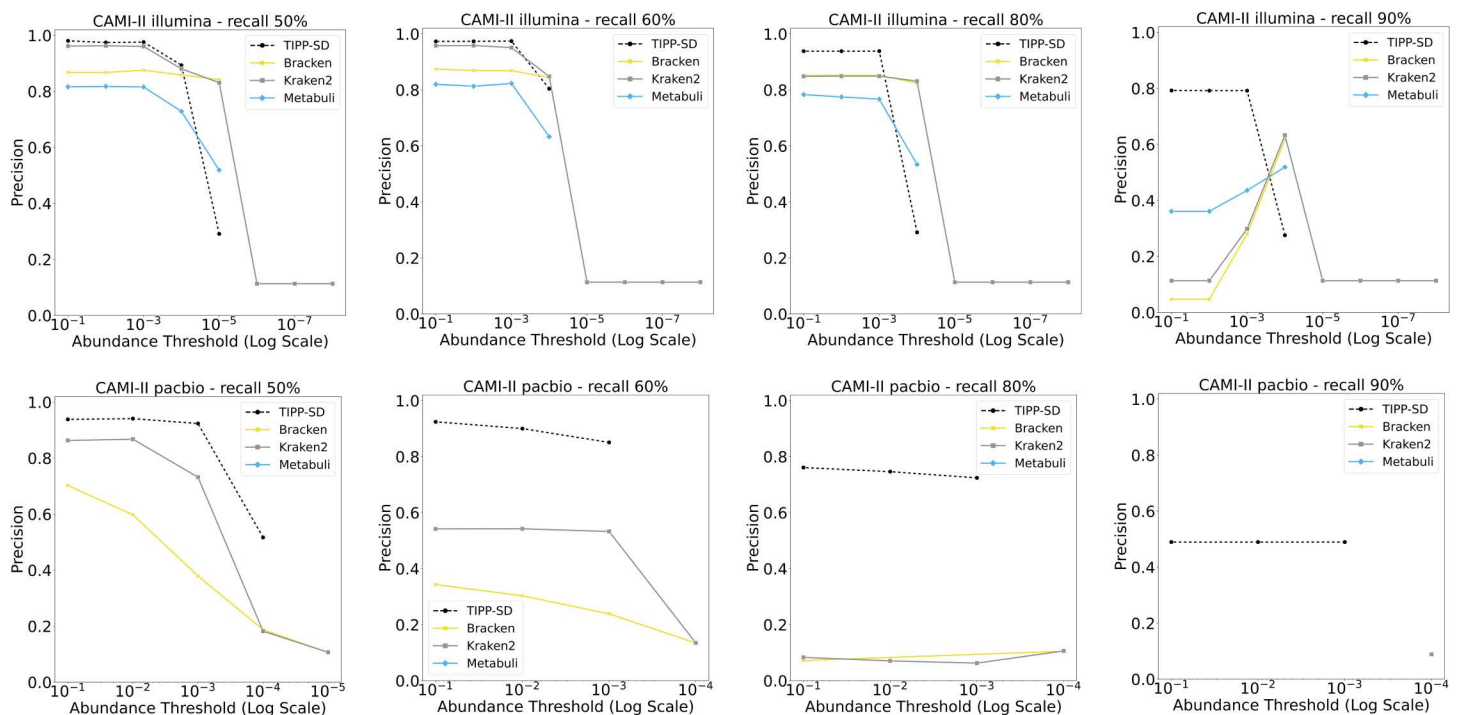 CAMI-II illumina - recall 50%
1.0
0.8
0.6
0.4
0.2
0.0
Precision
TIPP-SD
Bracken
Kraken2
Metabuli
10⁻¹ 10⁻³ 10⁻⁵ 10⁻⁷
Abundance Threshold (Log Scale)
CAMI-II illumina - recall 60%
1.0
0.8
0.6
0.4
0.2
0.0
Precision
TIPP-SD
Bracken
Kraken2
Metabuli
10⁻¹ 10⁻³ 10⁻⁵ 10⁻⁷
Abundance Threshold (Log Scale)
CAMI-II illumina - recall 80%
1.0
0.8
0.6
0.4
0.2
0.0
Precision
TIPP-SD
Bracken
Kraken2
Metabuli
10⁻¹ 10⁻³ 10⁻⁵ 10⁻⁷
Abundance Threshold (Log Scale)
CAMI-II illumina - recall 90%
1.0
0.8
0.6
0.4
0.2
0.0
Precision
TIPP-SD
Bracken
Kraken2
Metabuli
10⁻¹ 10⁻³ 10⁻⁵ 10⁻⁷
Abundance Threshold (Log Scale)
CAMI-II pacbio - recall 50%
1.0
0.8
0.6
0.4
0.2
0.0
Precision
TIPP-SD
Bracken
Kraken2
Metabuli
10⁻¹ 10⁻² 10⁻³ 10⁻⁴ 10⁻⁵
Abundance Threshold (Log Scale)
CAMI-II pacbio - recall 60%
1.0
0.8
0.6
0.4
0.2
0.0
Precision
TIPP-SD
Bracken
Kraken2
Metabuli
10⁻¹ 10⁻² 10⁻³ 10⁻⁴
Abundance Threshold (Log Scale)
CAMI-II pacbio - recall 80%
1.0
0.8
0.6
0.4
0.2
0.0
Precision
TIPP-SD
Bracken
Kraken2
Metabuli
10⁻¹ 10⁻² 10⁻³ 10⁻⁴
Abundance Threshold (Log Scale)
CAMI-II pacbio - recall 90%
1.0
0.8
0.6
0.4
0.2
0.0
Precision
TIPP-SD
Bracken
Kraken2
Metabuli
10⁻¹ 10⁻² 10⁻³ 10⁻⁴
Abundance Threshold (Log Scale)